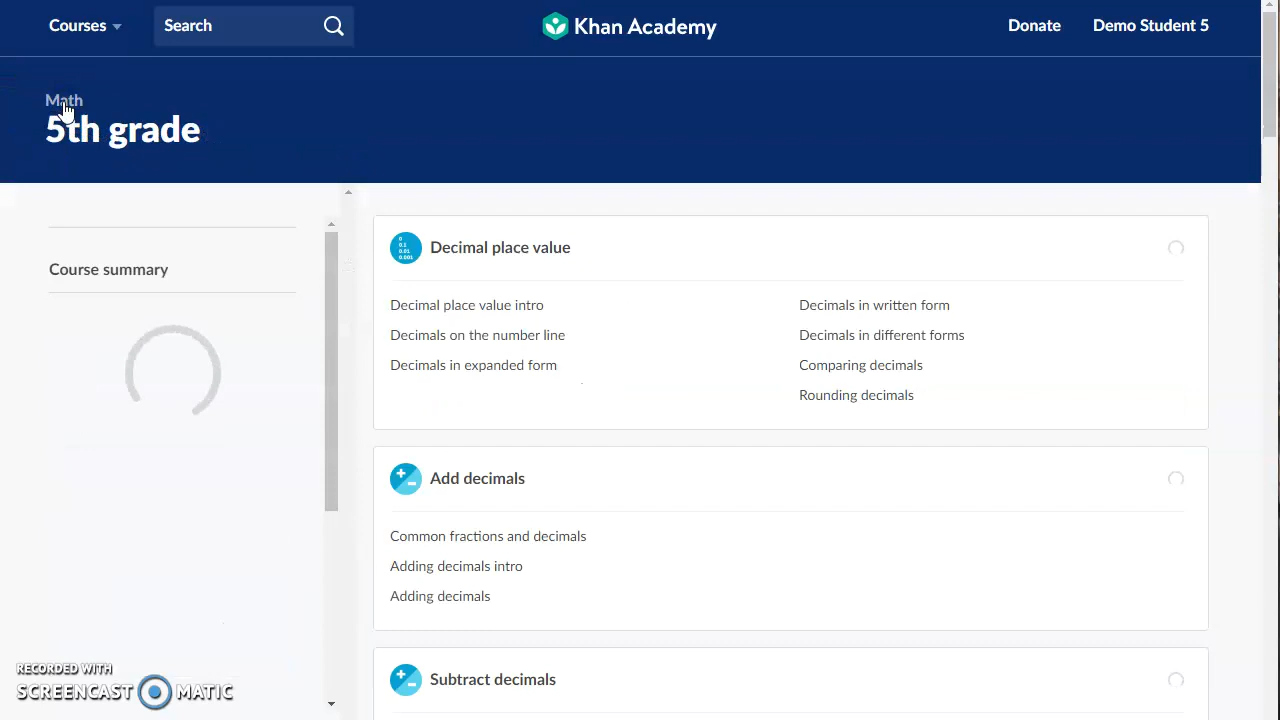 Courses
Search
Khan Academy
Donate
Demo Student 5
Math
5th grade
Course summary
Decimal place value
Decimal place value intro
Decimals on the number line
Decimals in expanded form
Decimals in written form
Decimals in different forms
Comparing decimals
Rounding decimals
Add decimals
Common fractions and decimals
Adding decimals intro
Adding decimals
Subtract decimals
RECORDED WITH
SCREENCAST MATIC